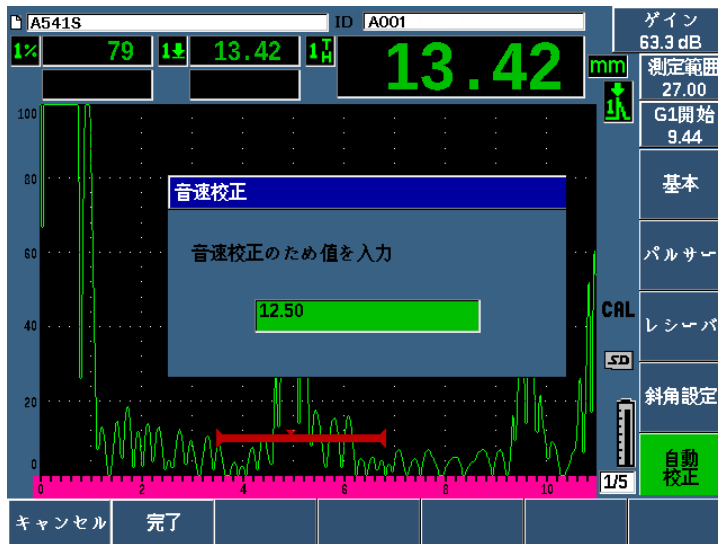 A541S ID A001
ゲイン
63.3 dB
1% 79 1 13.42 1TH 13.42 mm
測定範囲
27.00
G1開始
9.44
基本
パルサー
レシーバ
斜角設定
自動
校正
100
80
60
40
20
0
音速校正
音速校正のため値を入力
12.50
CAL
SD
1/5
0 2 4 6 8 10
キャンセル 完了